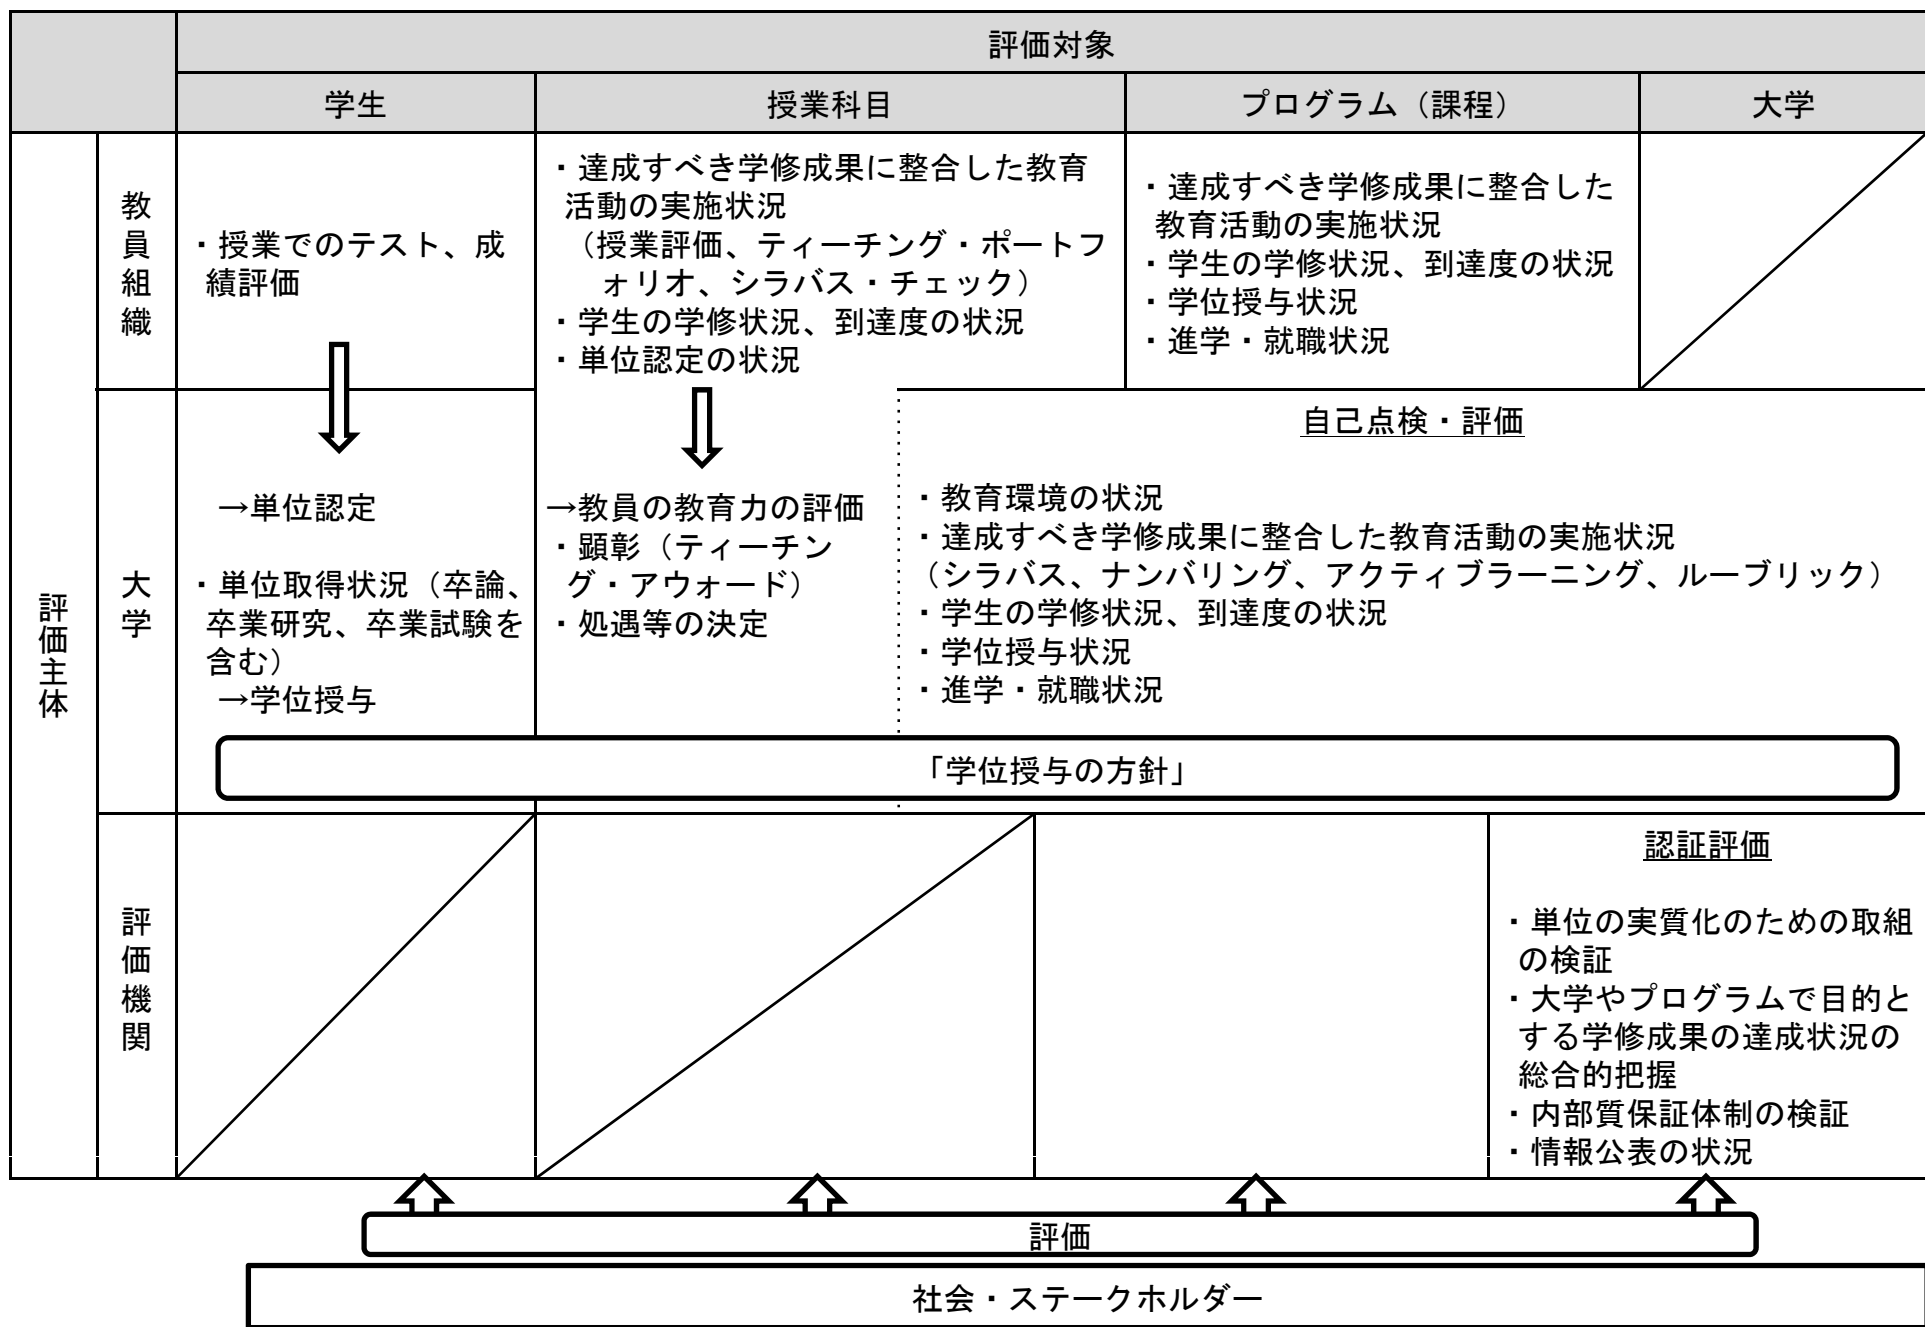 評価対象
学生
授業科目
プログラム（課程）
大学
評価主体
教員組織
・授業でのテスト、成
績評価
・達成すべき学修成果に整合した教育
活動の実施状況
（授業評価、ティーチング・ポートフ
ォリオ、シラバス・チェック）
・学生の学修状況、到達度の状況
・単位認定の状況
・達成すべき学修成果に整合した
教育活動の実施状況
・学生の学修状況、到達度の状況
・学位授与状況
・進学・就職状況
大学
→単位認定
・単位取得状況（卒論、
卒業研究、卒業試験を
含む）
→学位授与
→教員の教育力の評価
・顕彰（ティーチン
グ・アウォード）
・処遇等の決定
自己点検・評価
・教育環境の状況
・達成すべき学修成果に整合した教育活動の実施状況
（シラバス、ナンバリング、アクティブラーニング、ルーブリック）
・学生の学修状況、到達度の状況
・学位授与状況
・進学・就職状況
「学位授与の方針」
評価機関
認証評価
・単位の実質化のための取組
の検証
・大学やプログラムで目的と
する学修成果の達成状況の
総合的把握
・内部質保証体制の検証
・情報公表の状況
評価
社会・ステークホルダー